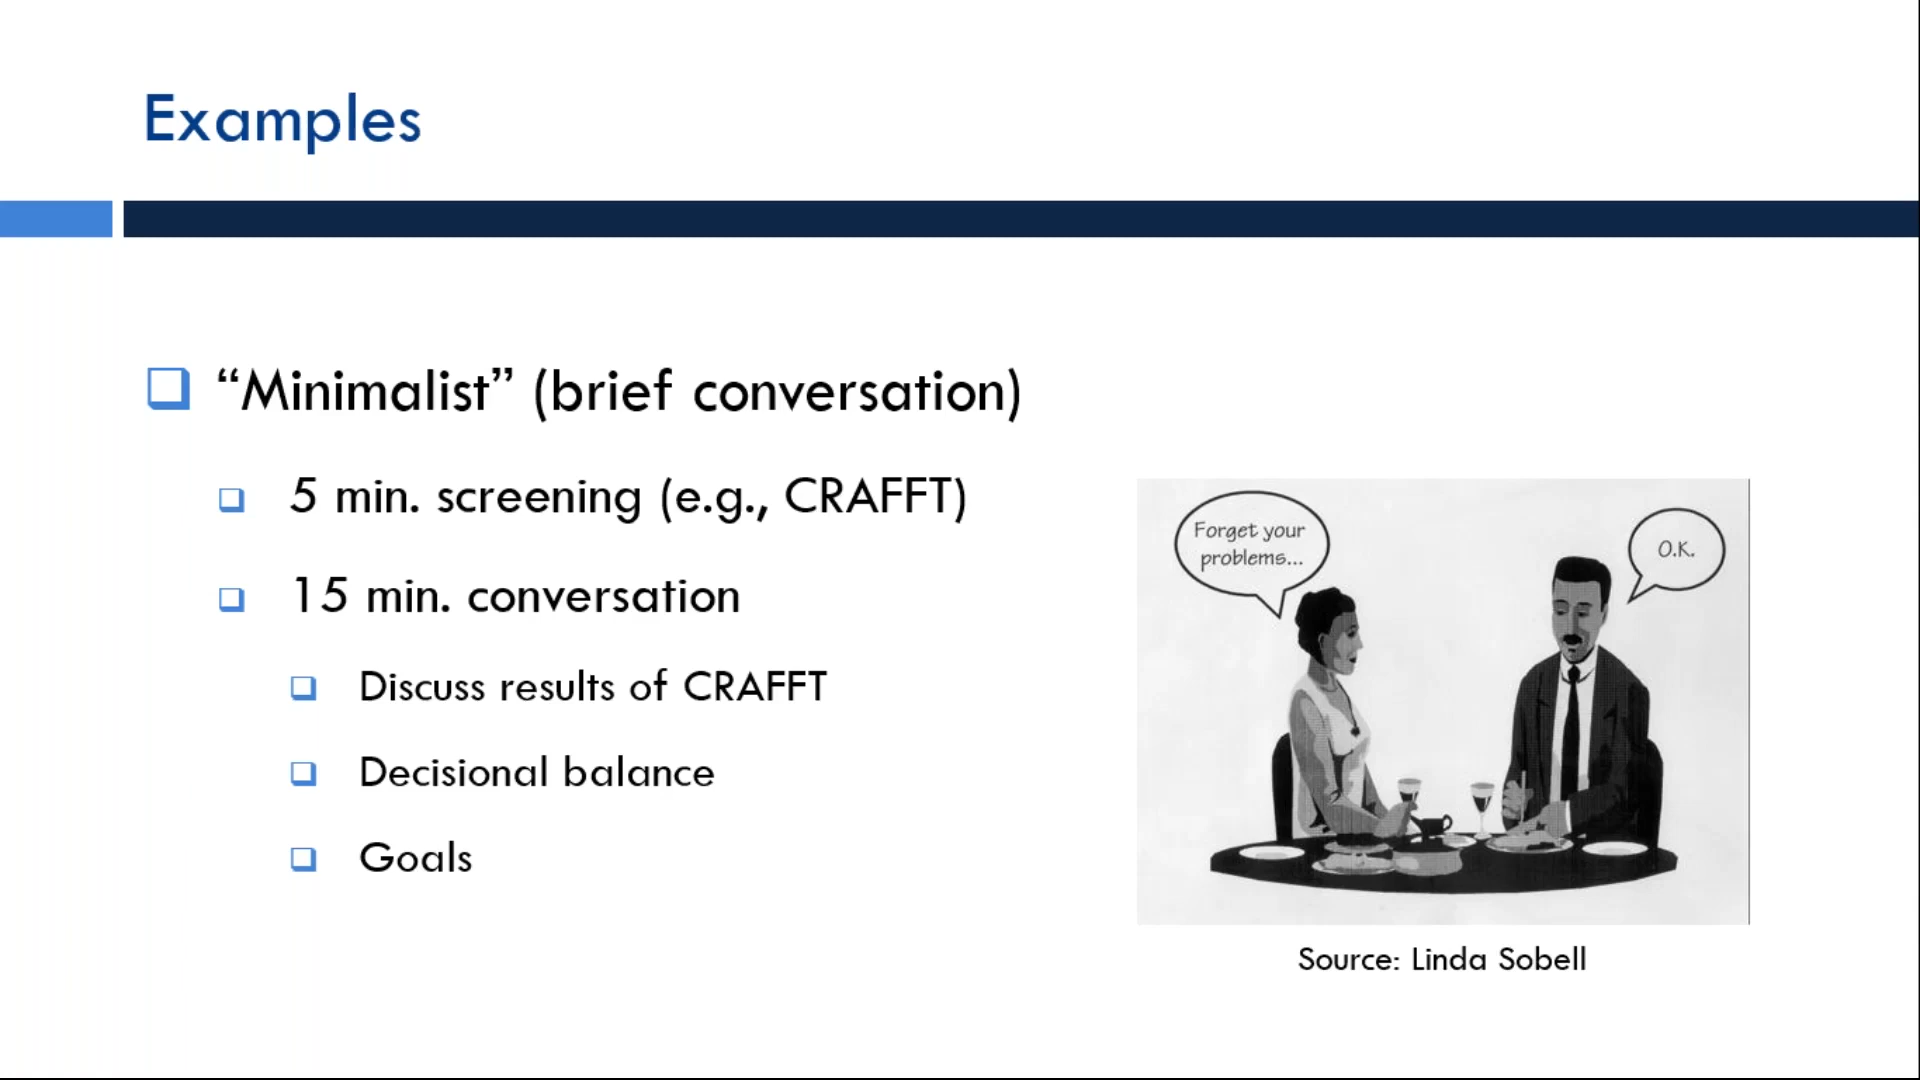 Examples
“Minimalist” (brief conversation)
5 min. screening (e.g., CRAFFT)
15 min. conversation
Discuss results of CRAFFT
Decisional balance
Goals
Forget your
problems...
O.K.
Source: Linda Sobell